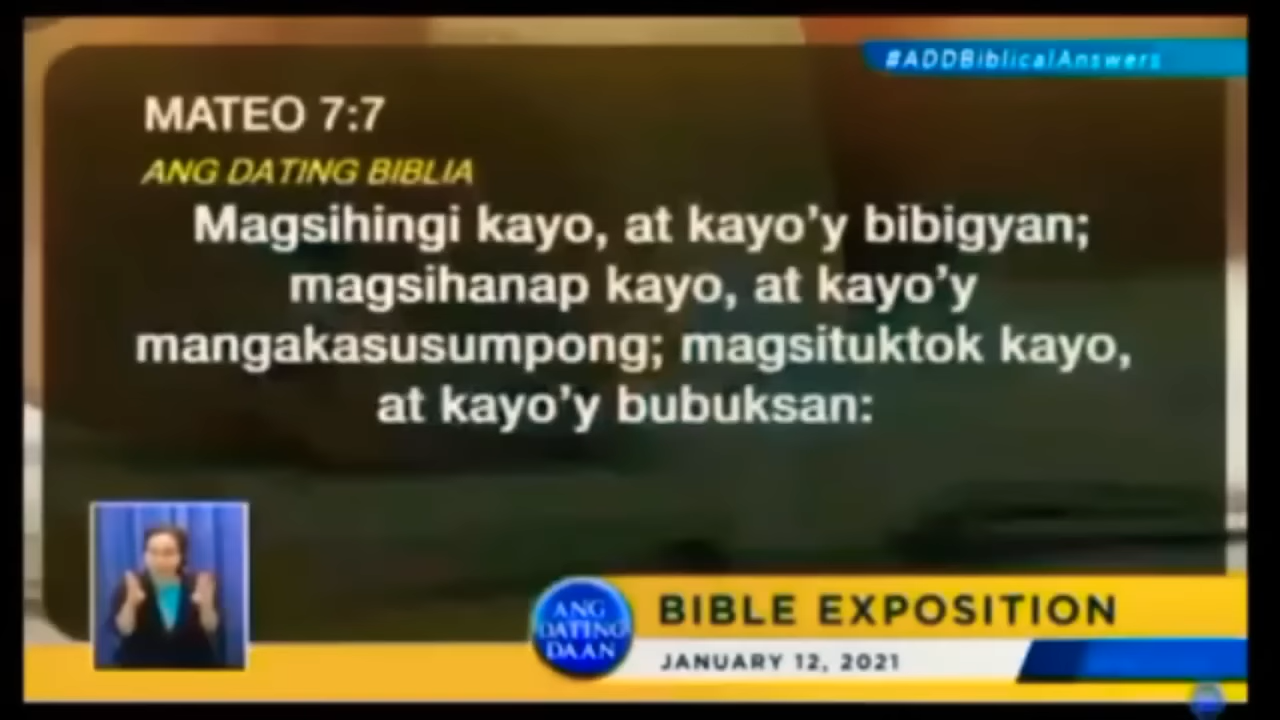 #ADDBiblicalAnswers
MATEO 7:7
ANG DATING BIBLIA
Magsihingi kayo, at kayo’y bibigyan;
magsihanap kayo, at kayo’y
mangakasusumpong; magsituktok kayo,
at kayo’y bubuksan:
ANG
DATING
DAAN
BIBLE EXPOSITION
JANUARY 12, 2021